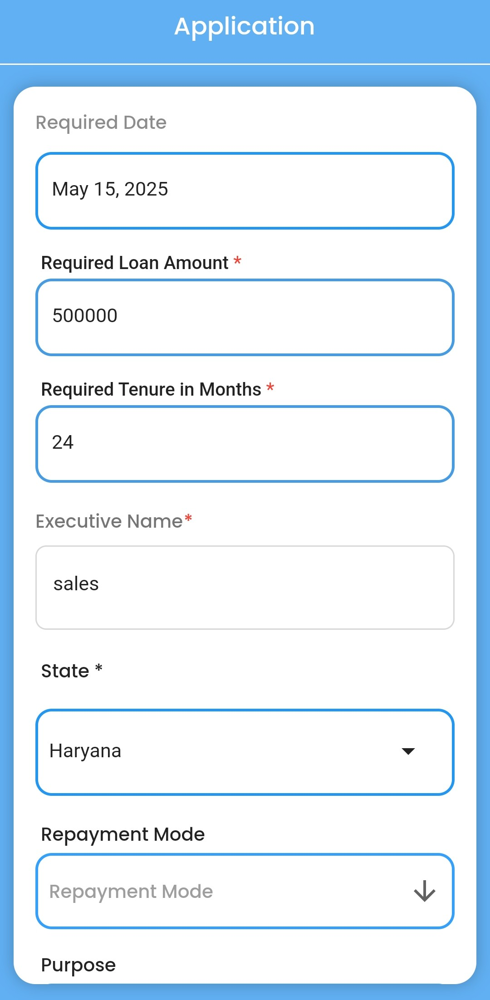 Application
Required Date
May 15, 2025
Required Loan Amount *
500000
Required Tenure in Months *
24
Executive Name*
sales
State *
Haryana
Repayment Mode
Repayment Mode
Purpose